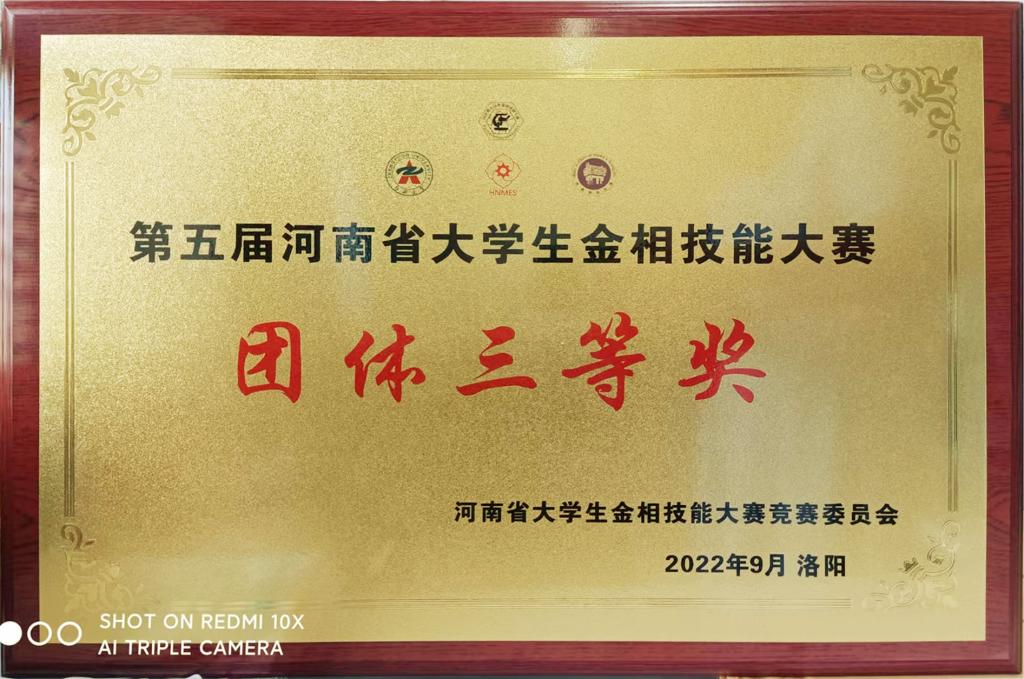 HNMES
第五届河南省大学生金相技能大赛
团体三等奖
河南省大学生金相技能大赛竞赛委员会
2022年9月 洛阳
SHOT ON REDMI 10X
AI TRIPLE CAMERA